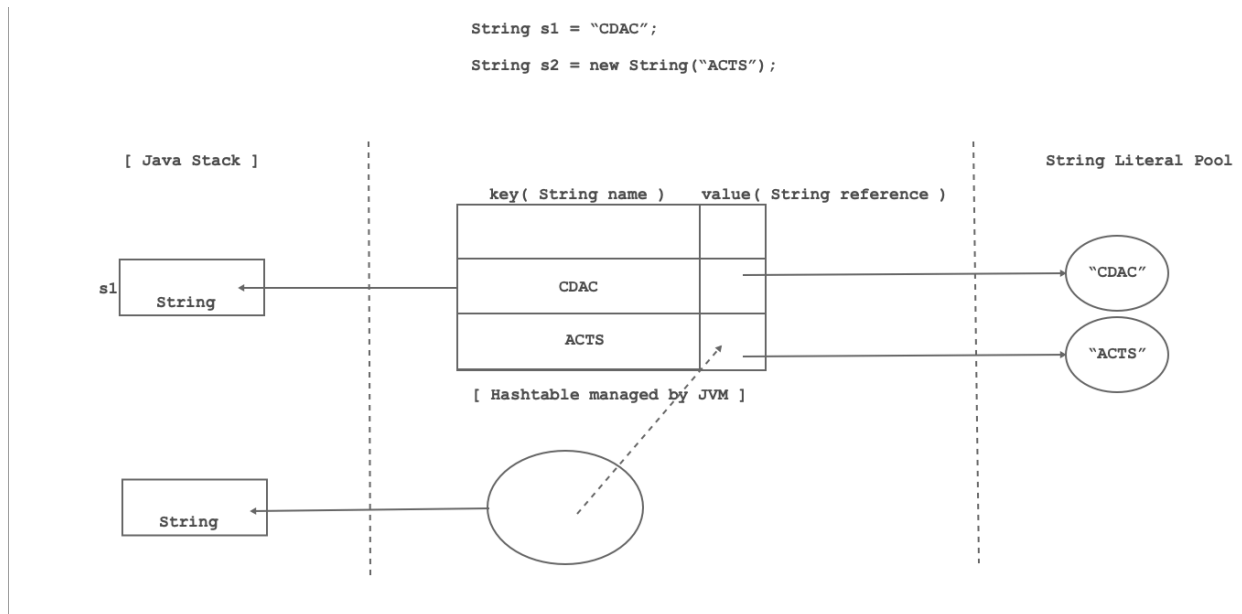 String s1 = “CDAC”;
String s2 = new String(“ACTS”);
[ Java Stack ]
String Literal Pool
key( String name )
value( String reference )
s1
String
CDAC
“CDAC”
ACTS
“ACTS”
[ Hashtable managed by JVM ]
String